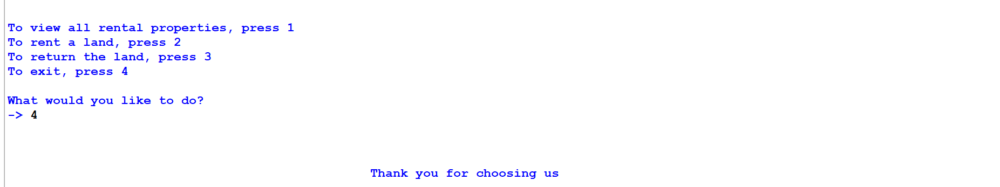 To view all rental properties, press 1
To rent a land, press 2
To return the land, press 3
To exit, press 4
What would you like to do?
-> 4
Thank you for choosing us